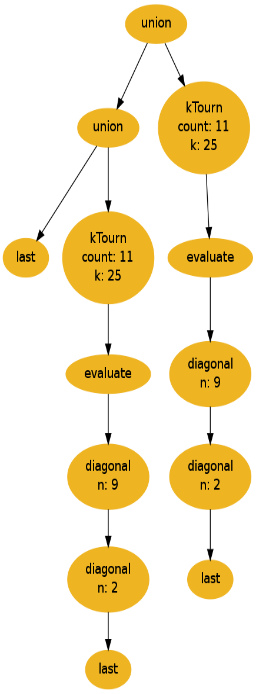 union
union
kTourn
count: 11
k: 25
last
kTourn
count: 11
k: 25
evaluate
evaluate
diagonal
n: 9
diagonal
n: 9
diagonal
n: 2
diagonal
n: 2
last
last